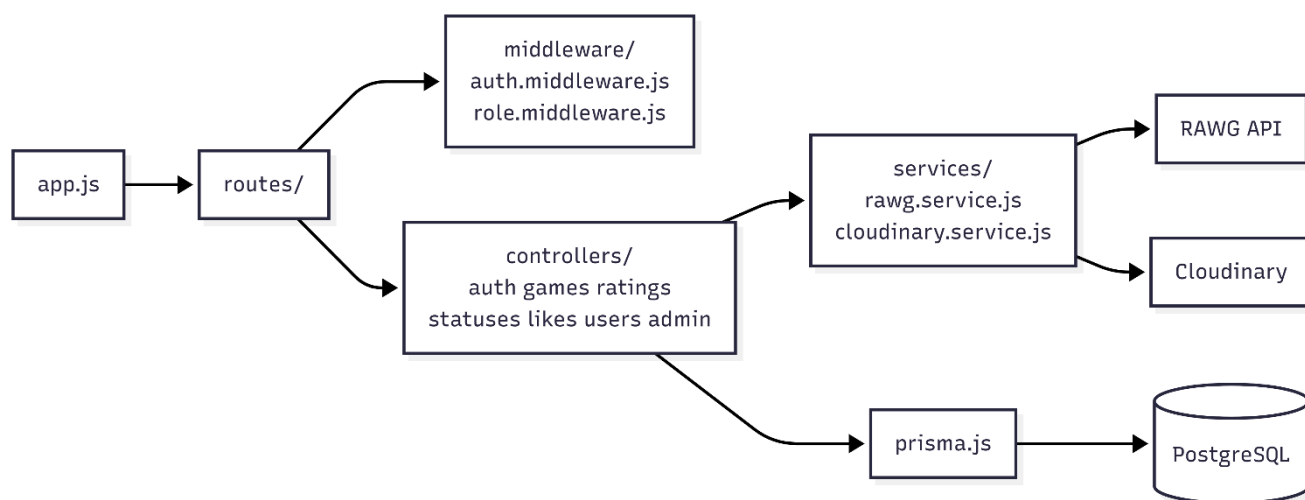 app.js
routes/
middleware/
auth.middleware.js
role.middleware.js
controllers/
auth games ratings
statuses likes users admin
services/
rawg.service.js
cloudinary.service.js
RAWG API
Cloudinary
prisma.js
PostgreSQL